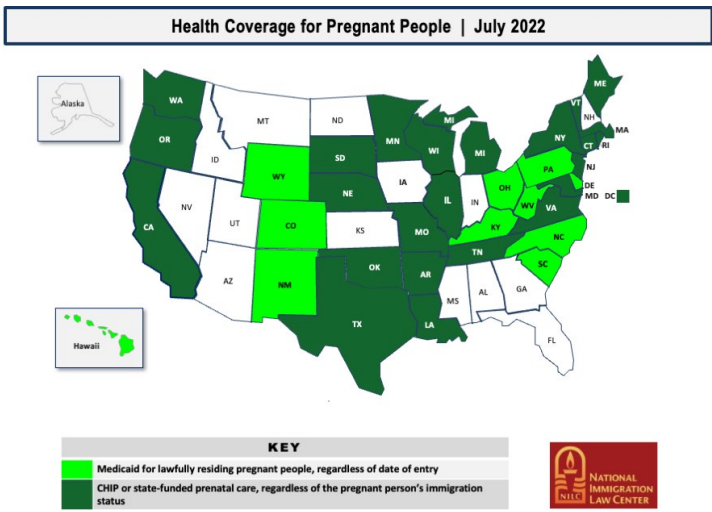 Health Coverage for Pregnant People | July 2022
Alaska
WA
MT
ND
MN
MI
ME
VT
NH
OR
ID
SD
WI
MI
NY
MA
CT
RI
WY
NE
IA
PA
NJ
NV
UT
CO
IL
IN
OH
DE
MD
DC
WV
VA
CA
KS
MO
KY
NC
AZ
NM
OK
AR
TN
SC
TX
LA
MS
AL
GA
FL
Hawaii
KEY
Medicaid for lawfully residing pregnant people, regardless of date of entry
CHIP or state-funded prenatal care, regardless of the pregnant person's immigration
status
NILC
NATIONAL
IMMIGRATION
LAW CENTER